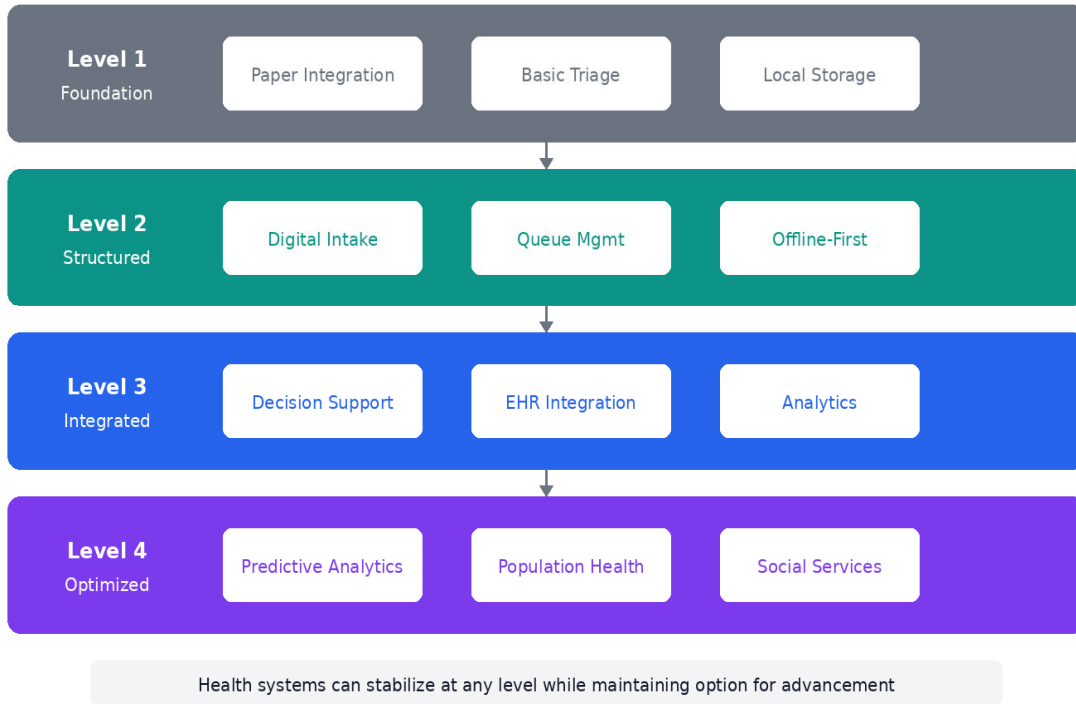 Level 1
Foundation
Paper Integration
Basic Triage
Local Storage
Level 2
Structured
Digital Intake
Queue Mgmt
Offline-First
Level 3
Integrated
Decision Support
EHR Integration
Analytics
Level 4
Optimized
Predictive Analytics
Population Health
Social Services
Health systems can stabilize at any level while maintaining option for advancement